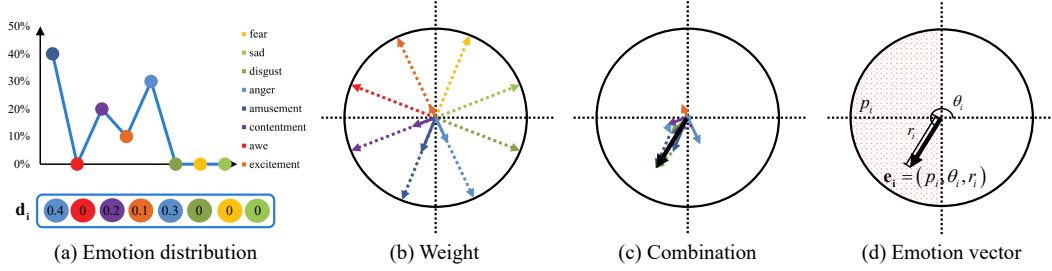 50%
40%
30%
20%
10%
0%
fear
sad
disgust
anger
amusement
contentment
awe
excitement
d_i 0.4 0 0.2 0.1 0.3 0 0 0
(a) Emotion distribution
(b) Weight
(c) Combination
p_i θ_i
r_i
e_i = (p_i, θ_i, r_i)
(d) Emotion vector